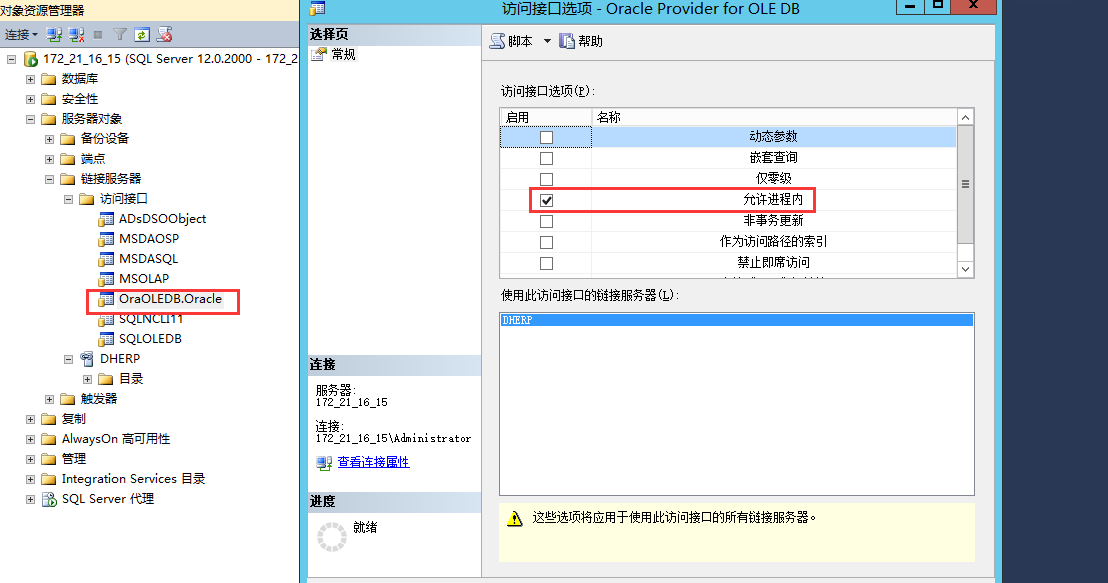 对象资源管理器
连接
172_21_16_15 (SQL Server 12.0.2000 - 172_2
数据库
安全性
服务器对象
备份设备
端点
链接服务器
访问接口
ADsDSOObject
MSDAOSP
MSDASQL
MSOLAP
OraOLEDB.Oracle
SQLNCLI11
SQLOLEDB
DHERP
目录
触发器
复制
AlwaysOn 高可用性
管理
Integration Services 目录
SQL Server 代理
访问接口选项 - Oracle Provider for OLE DB
选择页
常规
脚本 帮助
访问接口选项(P):
启用 名称
动态参数
嵌套查询
仅零级
允许进程内
非事务更新
作为访问路径的索引
禁止即席访问
使用此访问接口的链接服务器(L):
DHERP
连接
服务器:
172_21_16_15
连接:
172_21_16_15\Administrator
查看连接属性
进度
就绪
这些选项将应用于使用此访问接口的所有链接服务器。